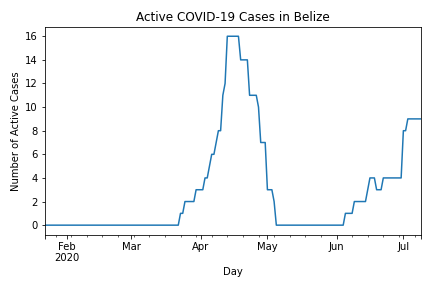 Active COVID-19 Cases in Belize
Number of Active Cases
16
14
12
10
8
6
4
2
0
Feb Mar Apr May Jun Jul
2020
Day